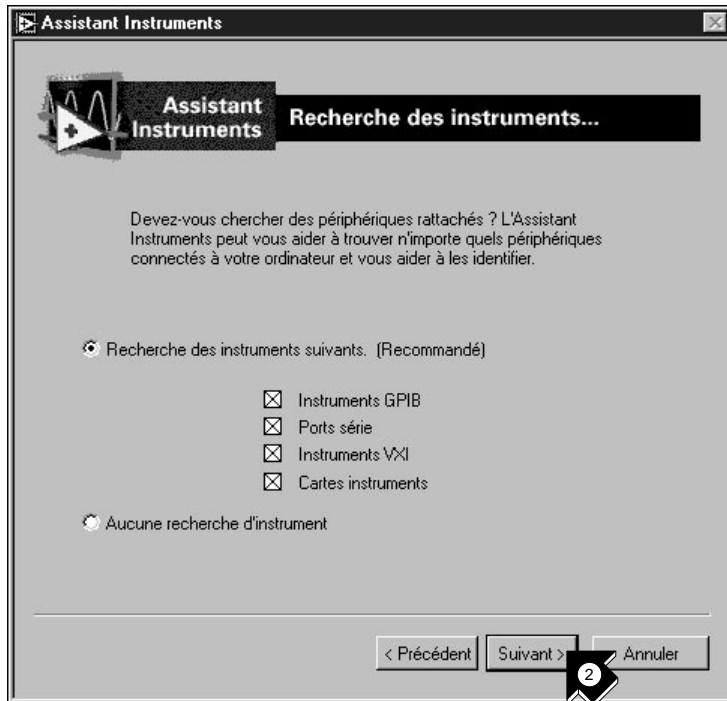 Assistant Instruments
Assistant
Instruments
Recherche des instruments...
Devez-vous chercher des périphériques rattachés ? L'Assistant
Instruments peut vous aider à trouver n'importe quels périphériques
connectés à votre ordinateur et vous aider à les identifier.
Recherche des instruments suivants. (Recommandé)
Instruments GPIB
Ports série
Instruments VXI
Cartes instruments
Aucune recherche d'instrument
< Précédent
Suivant >
Annuler
2